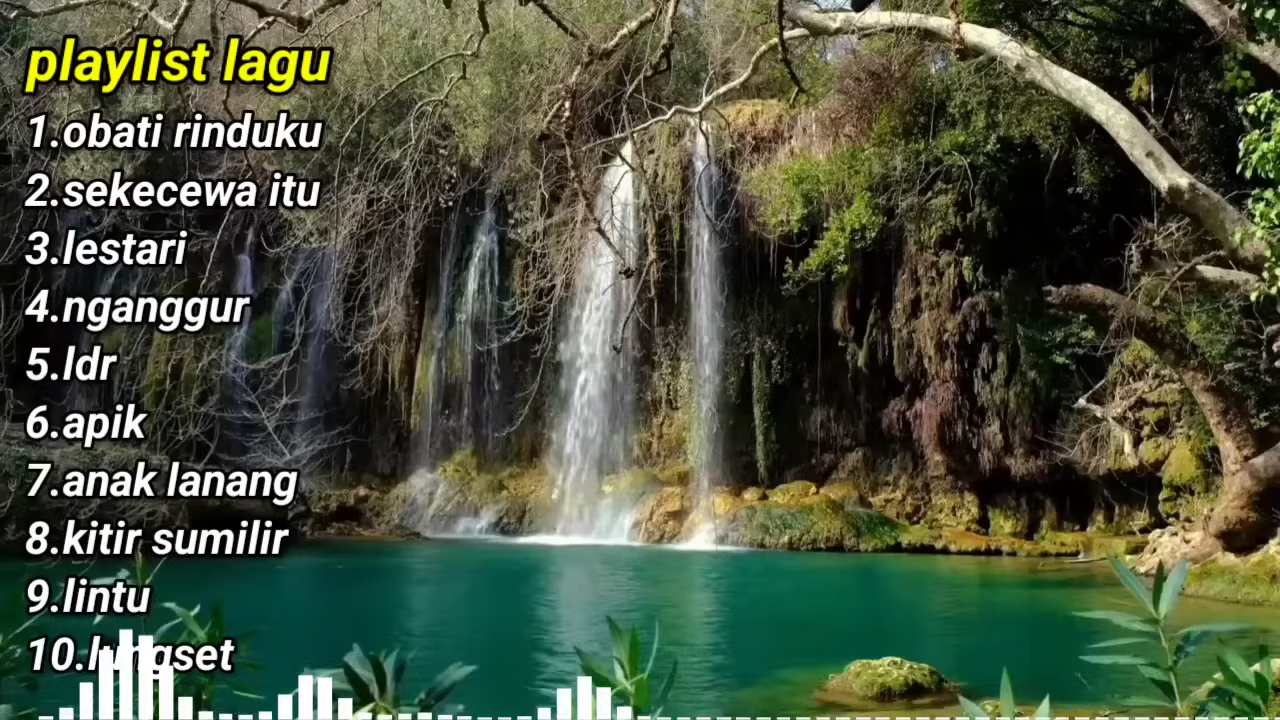 playlist lagu
1.obati rinduku
2.sekecewa itu
3.lestari
4.nganggur
5.ldr
6.apik
7.anak lanang
8.kitir sumilir
9.lintu
10.lungset